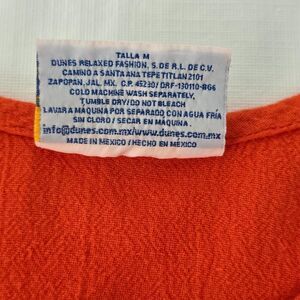 TALLA M
DUNES RELAXED FASHION, S. DE R.L. DE C.V.
CAMINO A SANTA ANA TEPETITLAN 2101
ZAPOPAN, JAL. MX. C.P. 45230/ DRF-130110-8G6
COLD MACHINE WASH SEPARATELY,
TUMBLE DRY/DO NOT BLEACH
LAVAR A MAQUINA POR SEPARADO CON AGUA FRÍA
SIN CLORO / SECAR EN MAQUINA.
info@dunes.com.mx/www.dunes.com.mx
MADE IN MEXICO / HECHO EN MEXICO